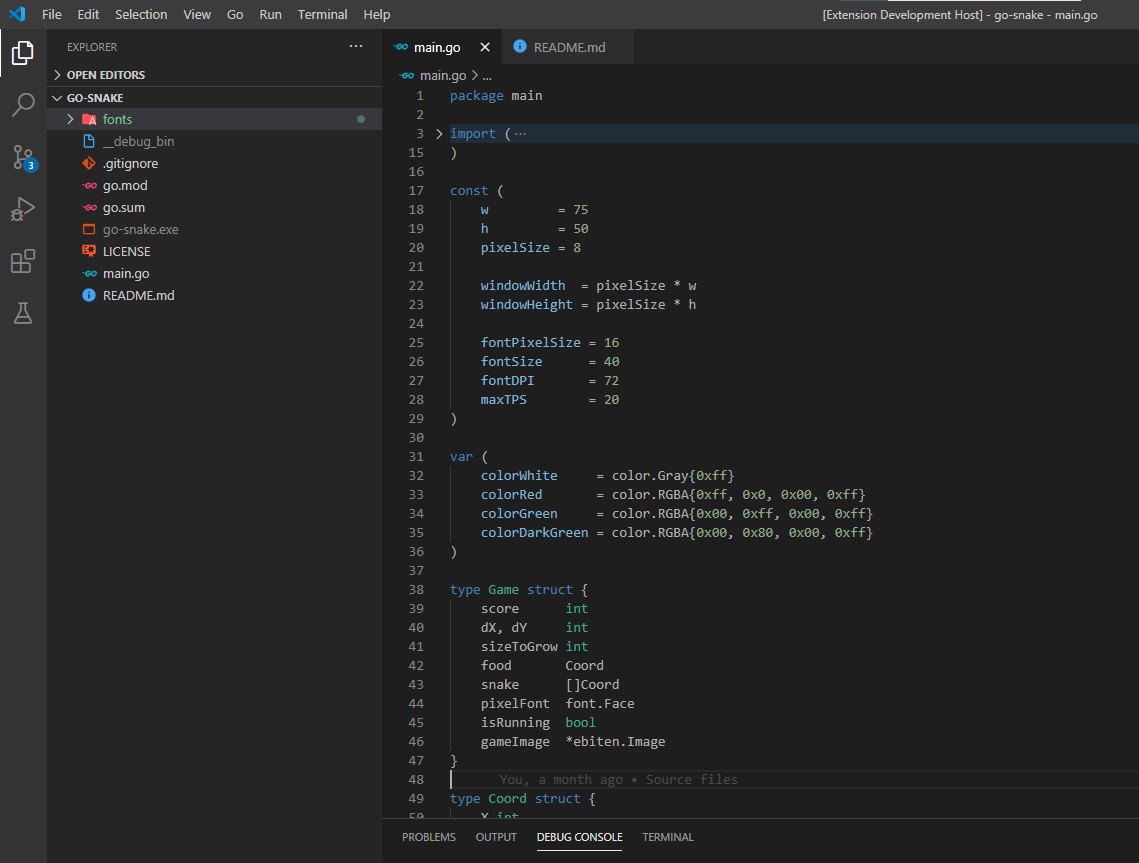 File Edit Selection View Go Run Terminal Help
[Extension Development Host] - go-snake - main.go
EXPLORER
OPEN EDITORS
GO-SNAKE
fonts
__debug_bin
.gitignore
go.mod
go.sum
go-snake.exe
LICENSE
main.go
README.md
3
main.go
README.md
main.go > ...
1 package main
2
3 import (···
15 )
16
17 const (
18 w = 75
19 h = 50
20 pixelSize = 8
21
22 windowWidth = pixelSize * w
23 windowHeight = pixelSize * h
24
25 fontPixelSize = 16
26 fontSize = 40
27 fontDPI = 72
28 maxTPS = 20
29 )
30
31 var (
32 colorWhite = color.Gray{0xff}
33 colorRed = color.RGBA{0xff, 0x0, 0x00, 0xff}
34 colorGreen = color.RGBA{0x00, 0xff, 0x00, 0xff}
35 colorDarkGreen = color.RGBA{0x00, 0x80, 0x00, 0xff}
36 )
37
38 type Game struct {
39 score int
40 dX, dY int
41 sizeToGrow int
42 food Coord
43 snake []Coord
44 pixelFont font.Face
45 isRunning bool
46 gameImage *ebiten.Image
47 }
48 You, a month ago • Source files
49 type Coord struct {
50 X int
PROBLEMS OUTPUT DEBUG CONSOLE TERMINAL